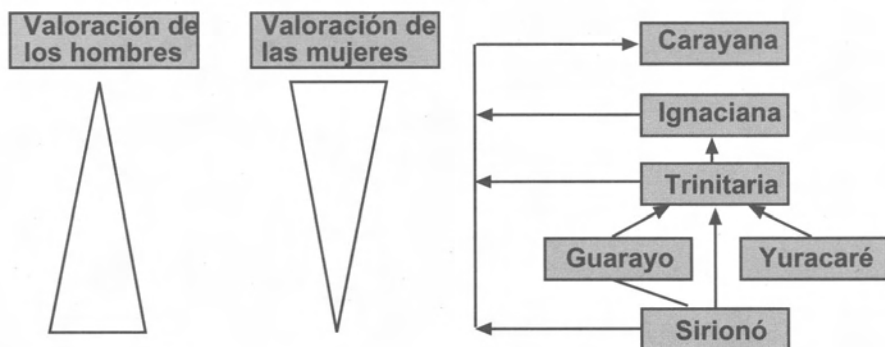 Valoración de
los hombres
Valoración de
las mujeres
Carayana
Ignaciana
Trinitaria
Guarayo
Yuracaré
Sirionó